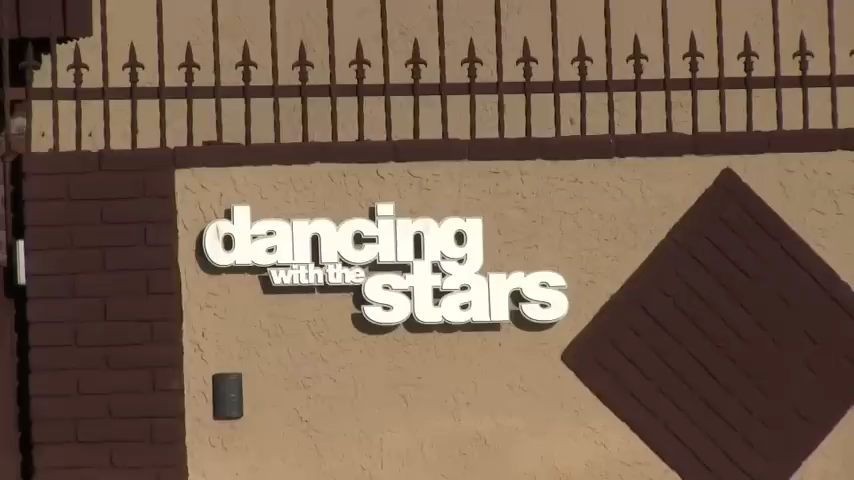 dancing
with the
stars